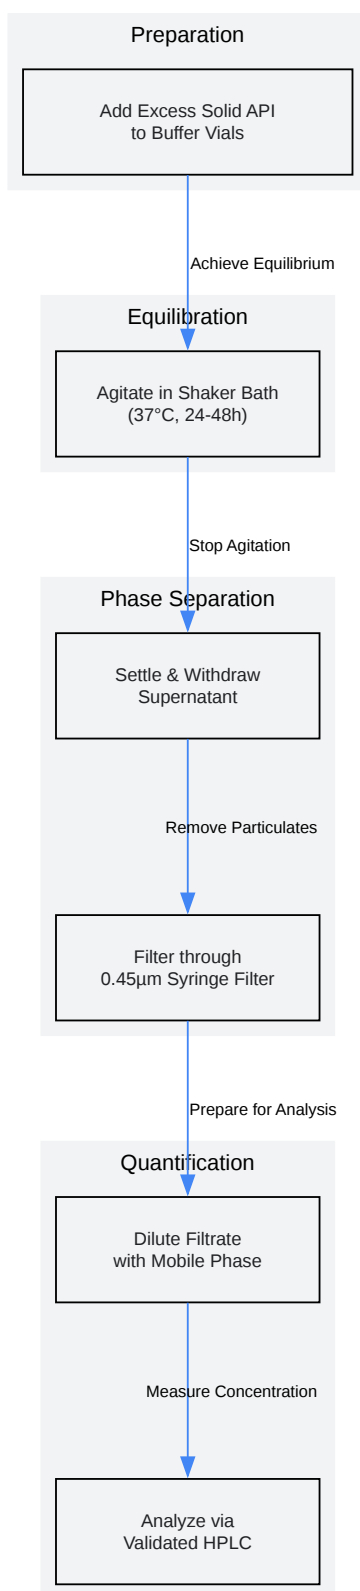 Preparation
Add Excess Solid API
to Buffer Vials
Achieve Equilibrium
Equilibration
Agitate in Shaker Bath
(37°C, 24-48h)
Stop Agitation
Phase Separation
Settle & Withdraw
Supernatant
Remove Particulates
Filter through
0.45µm Syringe Filter
Prepare for Analysis
Quantification
Dilute Filtrate
with Mobile Phase
Measure Concentration
Analyze via
Validated HPLC